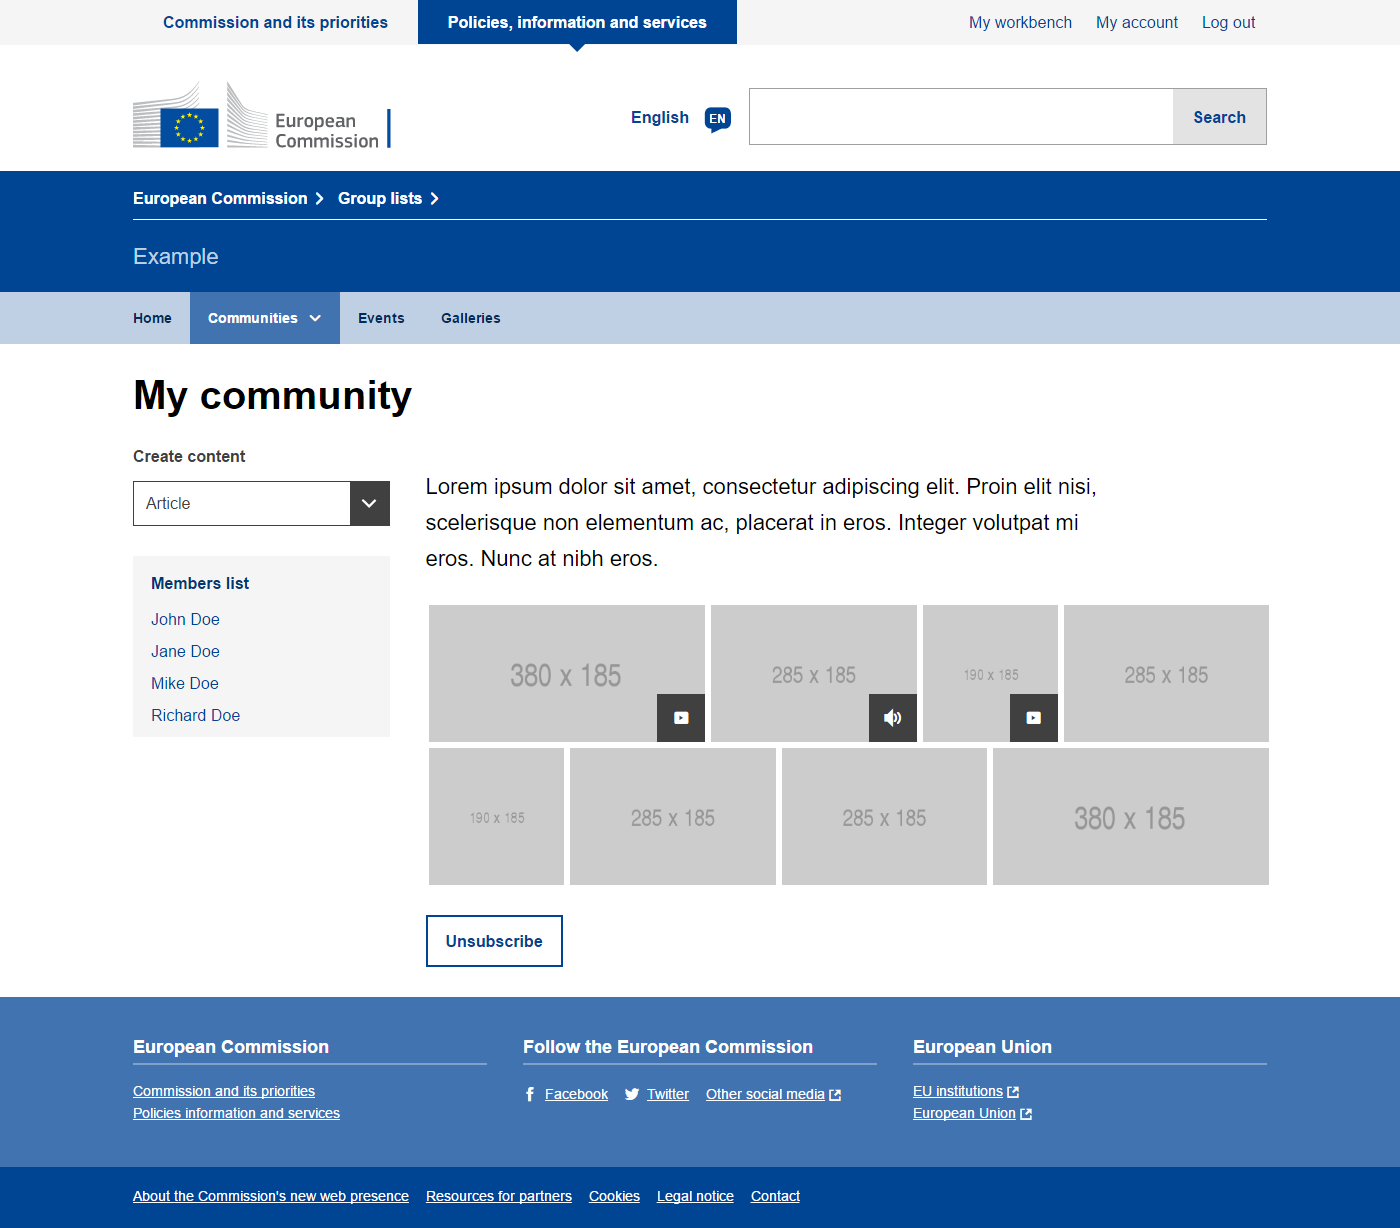 Commission and its priorities
Policies, information and services
My workbench
My account
Log out
European
Commission
English
EN
Search
European Commission
Group lists
Example
Home
Communities
Events
Galleries
My community
Create content
Article
Members list
John Doe
Jane Doe
Mike Doe
Richard Doe
Lorem ipsum dolor sit amet, consectetur adipiscing elit. Proin elit nisi,
scelerisque non elementum ac, placerat in eros. Integer volutpat mi
eros. Nunc at nibh eros.
380 x 185
285 x 185
190 x 185
285 x 185
190 x 185
285 x 185
285 x 185
380 x 185
Unsubscribe
European Commission
Commission and its priorities
Policies information and services
Follow the European Commission
Facebook
Twitter
Other social media
European Union
EU institutions
European Union
About the Commission's new web presence
Resources for partners
Cookies
Legal notice
Contact